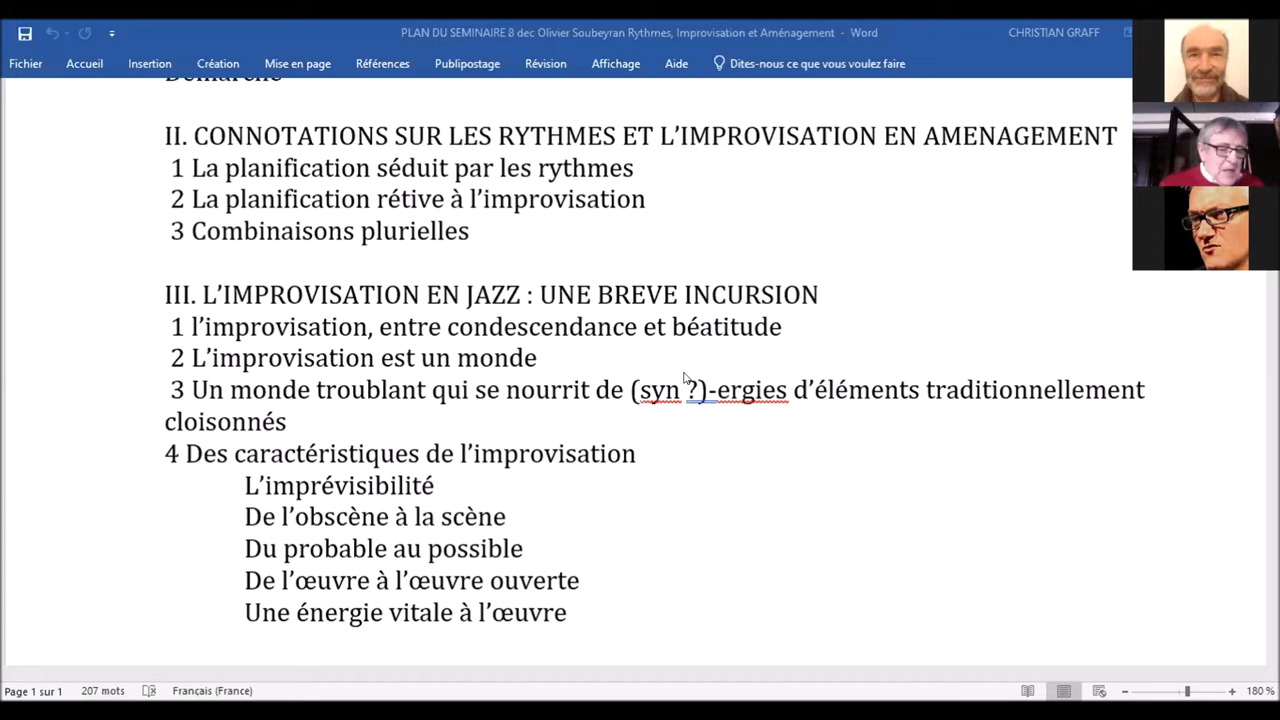 PLAN DU SEMINAIRE 8 dec Olivier Soubeyran Rythmes, Improvisation et Aménagement - Word
CHRISTIAN GRAFF
Fichier Accueil Insertion Création Mise en page Références Publipostage Révision Affichage Aide Dites-nous ce que vous voulez faire
Démarche
II. CONNOTATIONS SUR LES RYTHMES ET L’IMPROVISATION EN AMENAGEMENT
1 La planification séduit par les rythmes
2 La planification rétive à l’improvisation
3 Combinaisons plurielles
III. L’IMPROVISATION EN JAZZ : UNE BREVE INCURSION
1 l’improvisation, entre condescendance et béatitude
2 L’improvisation est un monde
3 Un monde troublant qui se nourrit de (syn ?)-ergies d’éléments traditionnellement
cloisonnés
4 Des caractéristiques de l’improvisation
L’imprévisibilité
De l’obscène à la scène
Du probable au possible
De l’œuvre à l’œuvre ouverte
Une énergie vitale à l’œuvre
Page 1 sur 1 207 mots Français (France) 180 %